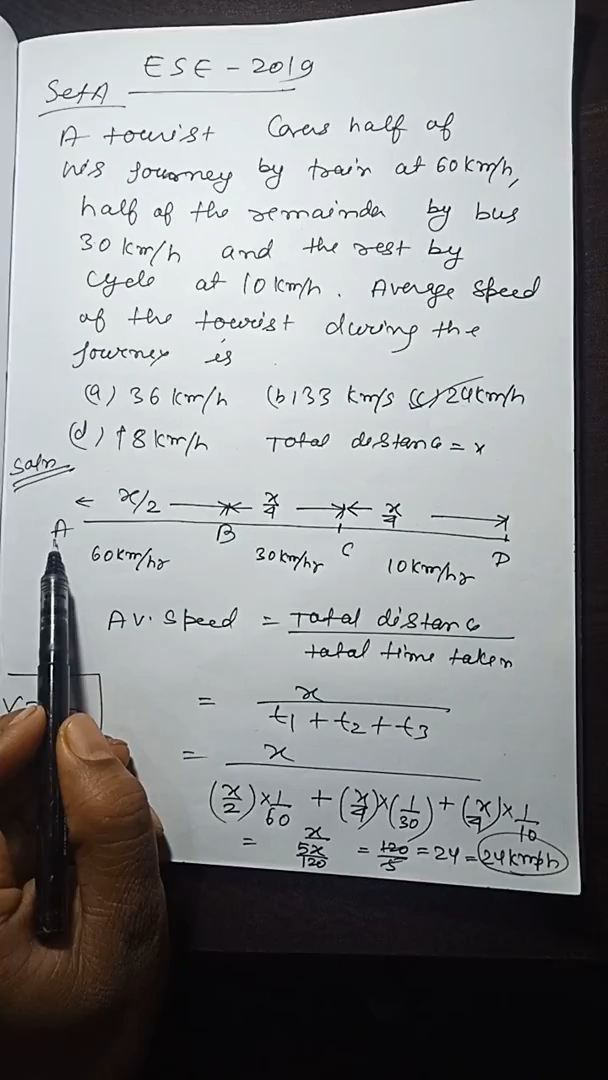 ESE - 2019
Set A
A tourist Covers half of
his journey by train at 60 km/h,
half of the remainder by bus
30 km/h and the rest by
cycle at 10 km/h. Average speed
of the tourist during the
journey is
(a) 36 km/h (b) 33 km/s (c) 24 km/h
(d) 18 km/h Total distance = x
Soln
← x/2 → x/4 → ← x/4 →
A B C D
60 km/hr 30 km/hr 10 km/hr
Av. Speed = Total distance / total time taken
= x / t1 + t2 + t3
= x / (x/2) × 1/60 + (x/4) × (1/30) + (x/4) × 1/10
= x / 5x/120 = 120/5 = 24 = 24 kmph